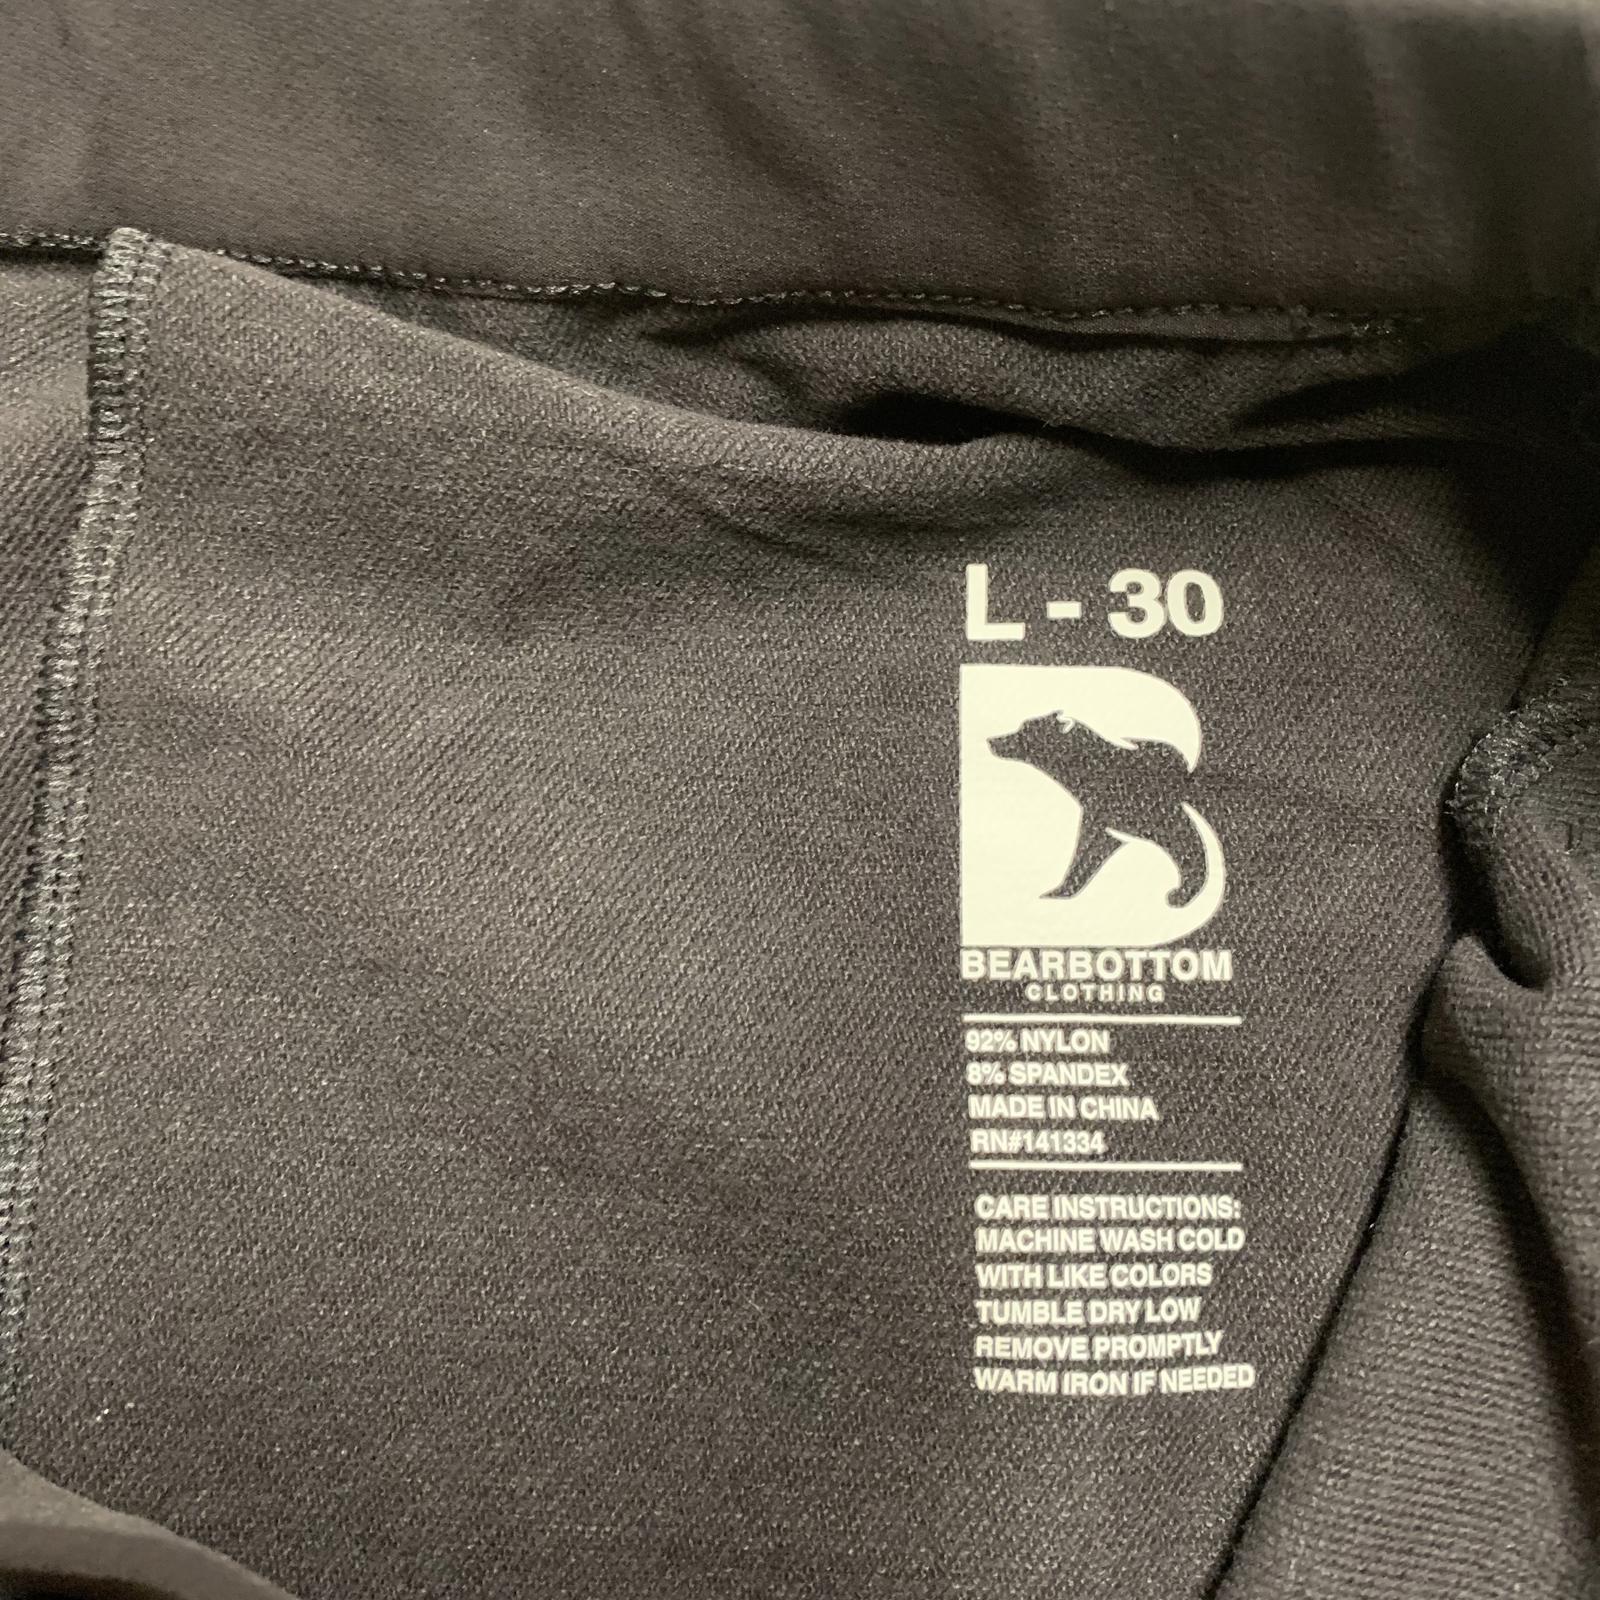 L - 30
BEARBOTTOM
CLOTHING
92% NYLON
8% SPANDEX
MADE IN CHINA
RN#141334
CARE INSTRUCTIONS:
MACHINE WASH COLD
WITH LIKE COLORS
TUMBLE DRY LOW
REMOVE PROMPTLY
WARM IRON IF NEEDED